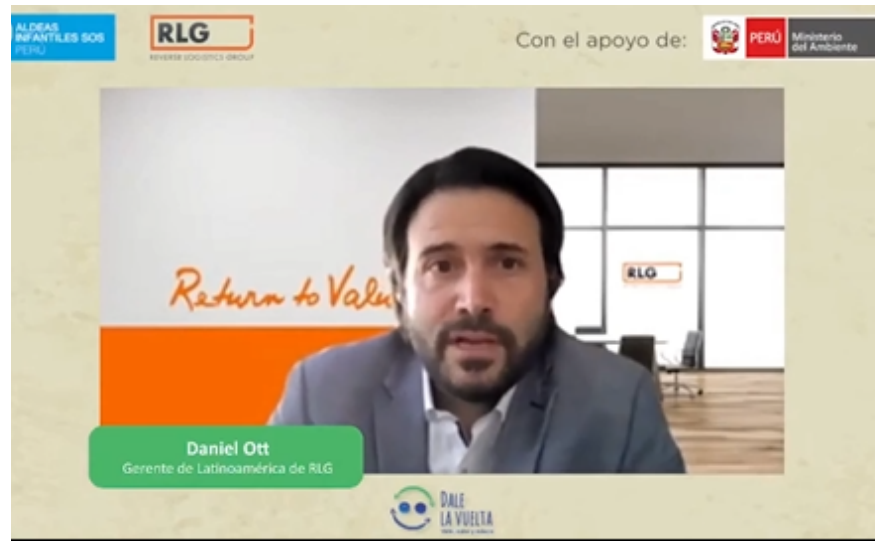 ALDEAS
INFANTILES SOS
PERÚ
RLG
REVERSE LOGISTICS GROUP
Con el apoyo de:
PERÚ
Ministerio
del Ambiente
Return to Valu
RLG
Daniel Ott
Gerente de Latinoamérica de RLG
DALE
LA VUELTA